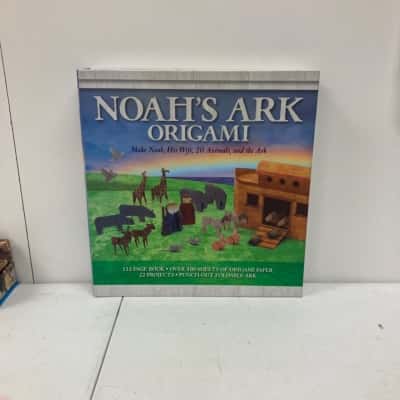 NOAH'S ARK
ORIGAMI
Make Noah, His Wife, 20 Animals, and the Ark
112-PAGE BOOK • OVER 100 SHEETS OF ORIGAMI PAPER
22 PROJECTS • PUNCH-OUT FOLDABLE ARK